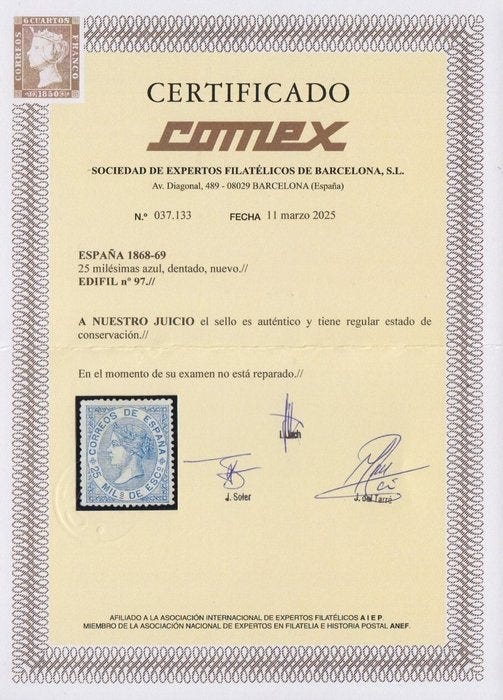 6 CUARTOS
CORREOS
FRANCO
1850
CERTIFICADO
comex
SOCIEDAD DE EXPERTOS FILATÉLICOS DE BARCELONA, S.L.
Av. Diagonal, 489 - 08029 BARCELONA (España)
N.º 037.133 FECHA 11 marzo 2025
ESPAÑA 1868-69
25 milésimas azul, dentado, nuevo.//
EDIFIL nº 97.//
A NUESTRO JUICIO el sello es auténtico y tiene regular estado de
conservación.//
En el momento de su examen no está reparado.//
CORREOS DE ESPAÑA
25 MIL.s DE ESC.o
J. Soler
J. del Tarré
AFILIADO A LA ASOCIACION INTERNACIONAL DE EXPERTOS FILATÉLICOS A I E P.
MIEMBRO DE LA ASOCIACIÓN NACIONAL DE EXPERTOS EN FILATELIA E HISTORIA POSTAL ANEF.